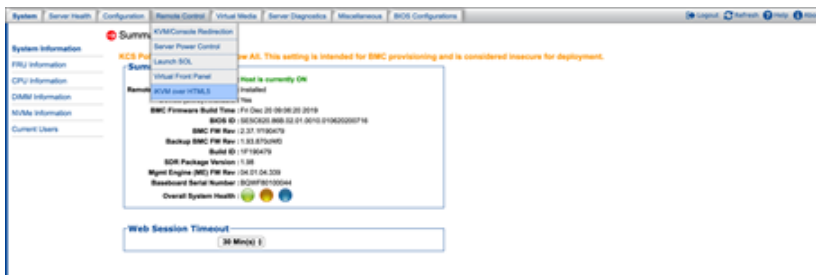 System Server Health Configuration Remote Control Virtual Media Server Diagnostics Miscellaneous BIOS Configurations Logout Refresh Help
KVM/Console Redirection
Server Power Control
Launch SOL
Virtual Front Panel
iKVM over HTML5
System Information
FRU Information
CPU Information
DIMM Information
NVMe Information
Current Users
Summ
KCS Po ow All. This setting is intended for BMC provisioning and is considered insecure for deployment.
Sum
Host is currently ON
Remot : Installed
Yes
BMC Firmware Build Time : Fri Dec 20 09:06:20 2019
BIOS ID : SE5C620.86B.02.01.0010.010620200716
BMC FW Rev : 2.37.1f190479
Backup BMC FW Rev :
Build ID : 1F190479
SDR Package Version : 1.98
Mgmt Engine (ME) FW Rev : 04.01.04.339
Baseboard Serial Number : BQWF80100044
Overall System Health :
Web Session Timeout
30 Min(s)